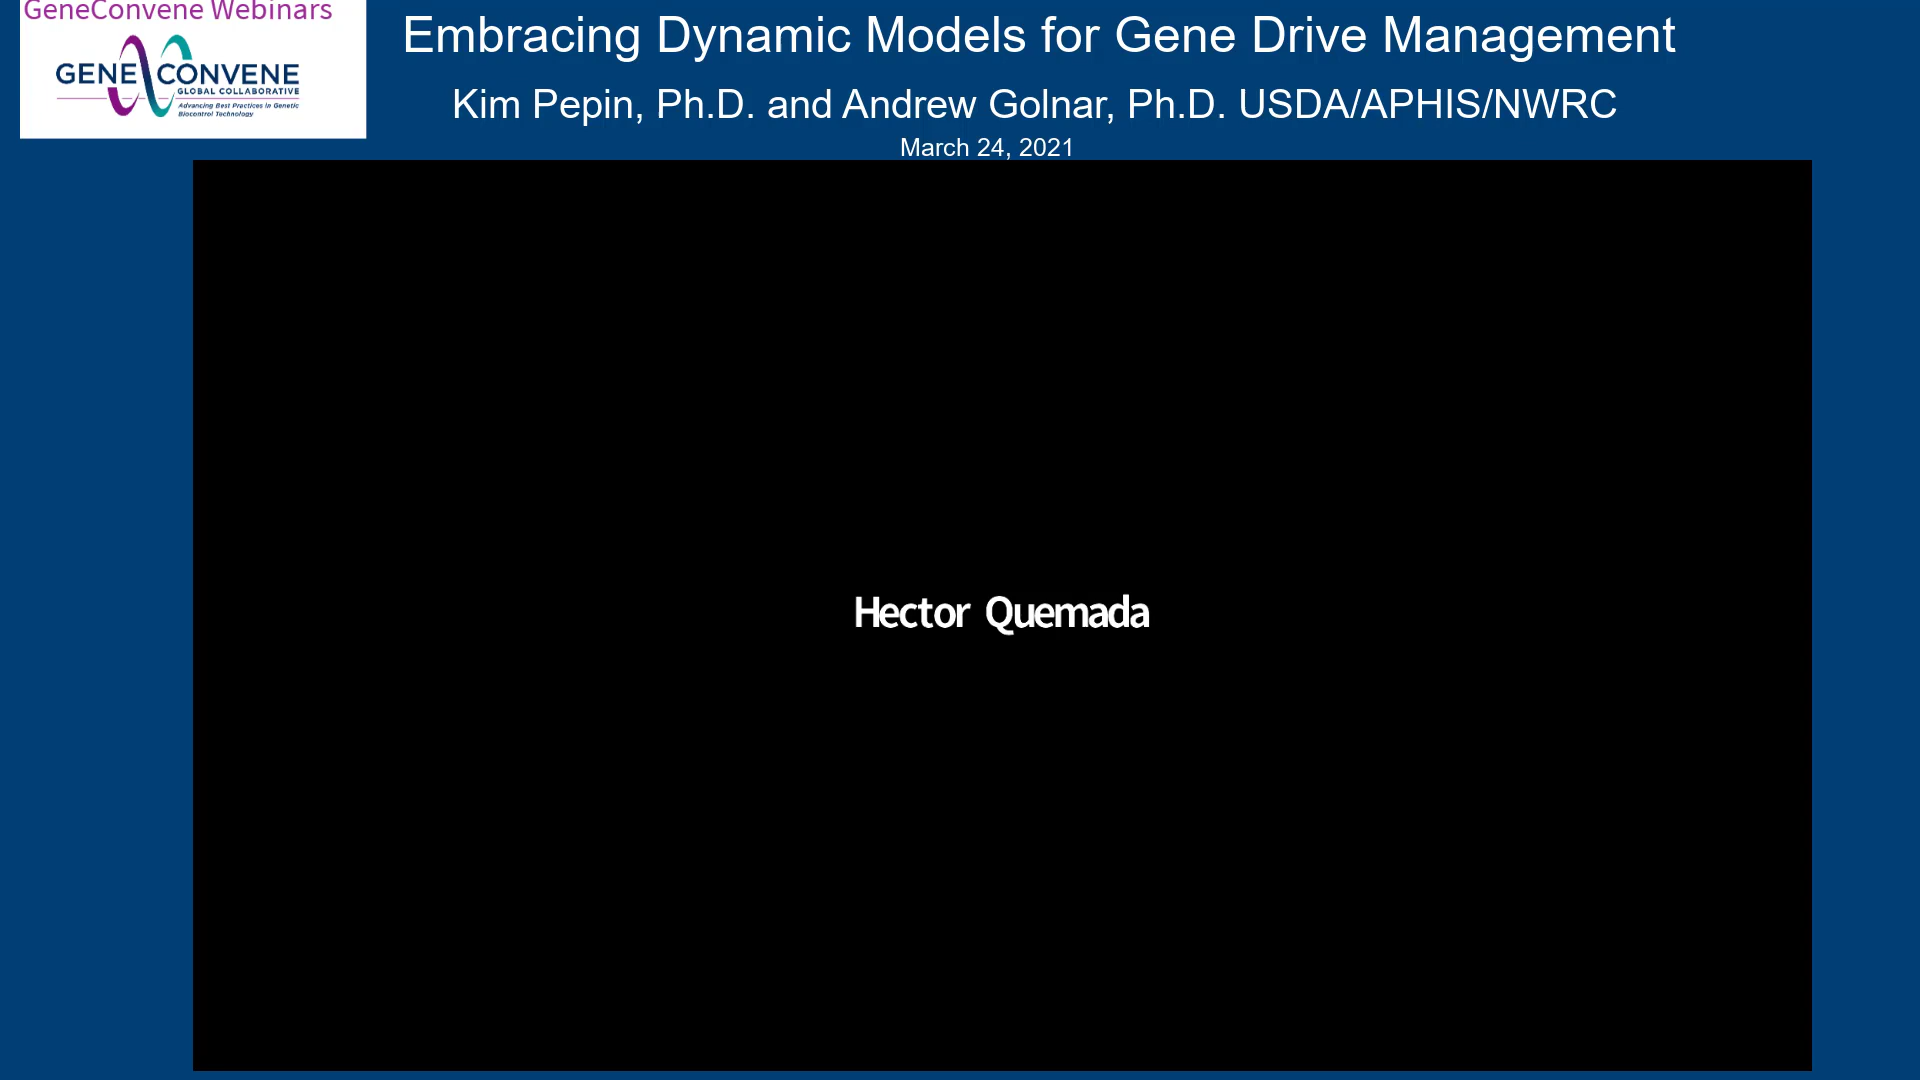 GeneConvene Webinars
GENE CONVENE
GLOBAL COLLABORATIVE
Advancing Best Practices in Genetic
Biocontrol Technology
Embracing Dynamic Models for Gene Drive Management
Kim Pepin, Ph.D. and Andrew Golnar, Ph.D. USDA/APHIS/NWRC
March 24, 2021
Hector Quemada